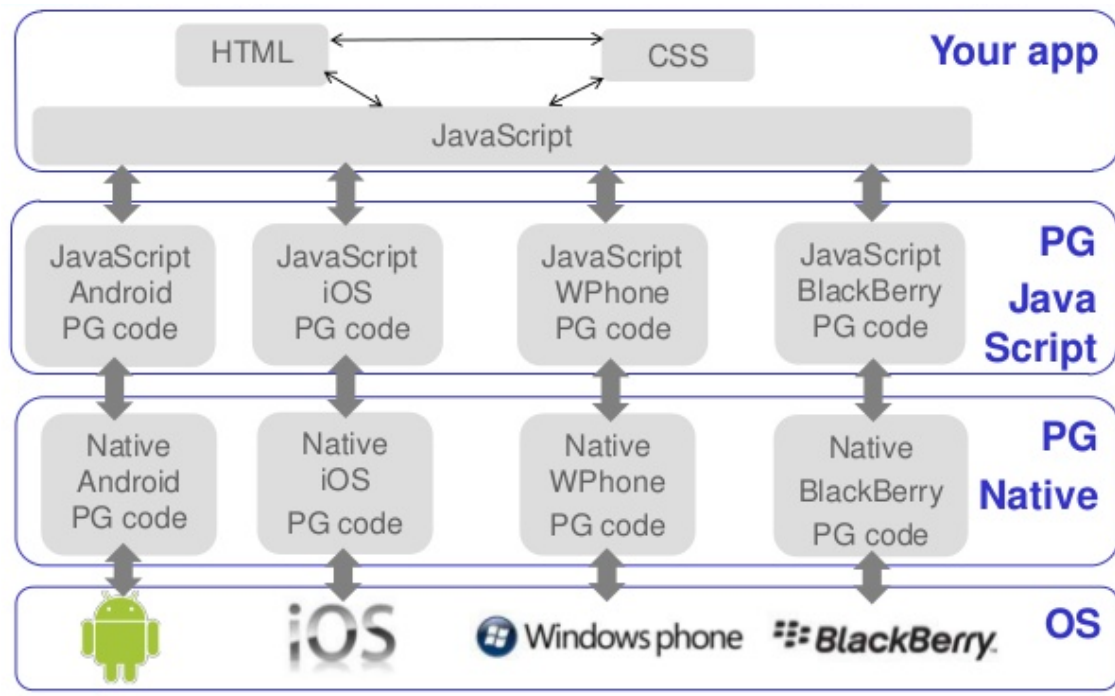 HTML
CSS
Your app
JavaScript
JavaScript
Android
PG code
JavaScript
iOS
PG code
JavaScript
WPhone
PG code
JavaScript
BlackBerry
PG code
PG
Java
Script
Native
Android
PG code
Native
iOS
PG code
Native
WPhone
PG code
Native
BlackBerry
PG code
PG
Native
iOS
Windows phone
BlackBerry
OS